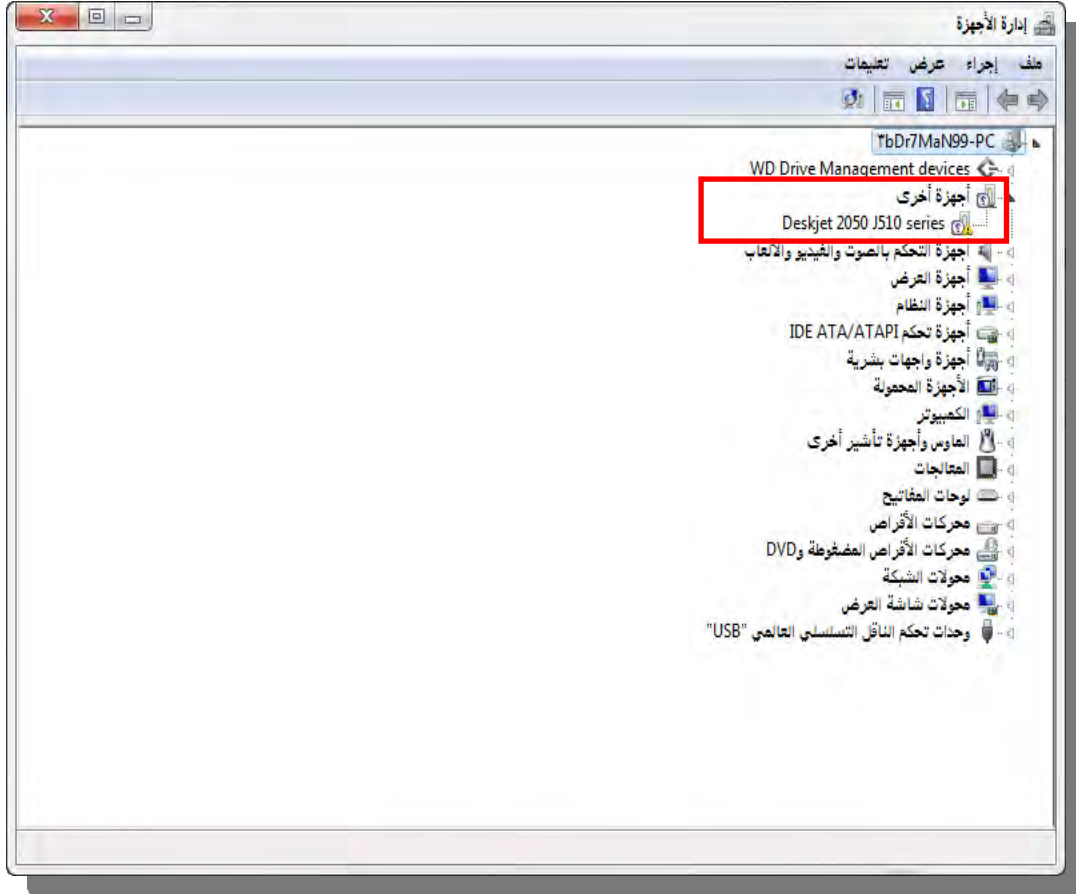 إدارة الأجهزة
ملف إجراء عرض تعليمات
3bDr7MaN99-PC
WD Drive Management devices
أجهزة أخرى
Deskjet 2050 J510 series
أجهزة التحكم بالصوت والفيديو والألعاب
أجهزة العرض
أجهزة النظام
أجهزة تحكم IDE ATA/ATAPI
أجهزة واجهات بشرية
الأجهزة المحمولة
الكمبيوتر
الماوس وأجهزة تأشير أخرى
المعالجات
لوحات المفاتيح
محركات الأقراص
محركات الأقراص المضغوطة وDVD
محولات الشبكة
محولات شاشة العرض
وحدات تحكم الناقل التسلسلي العالمي "USB"